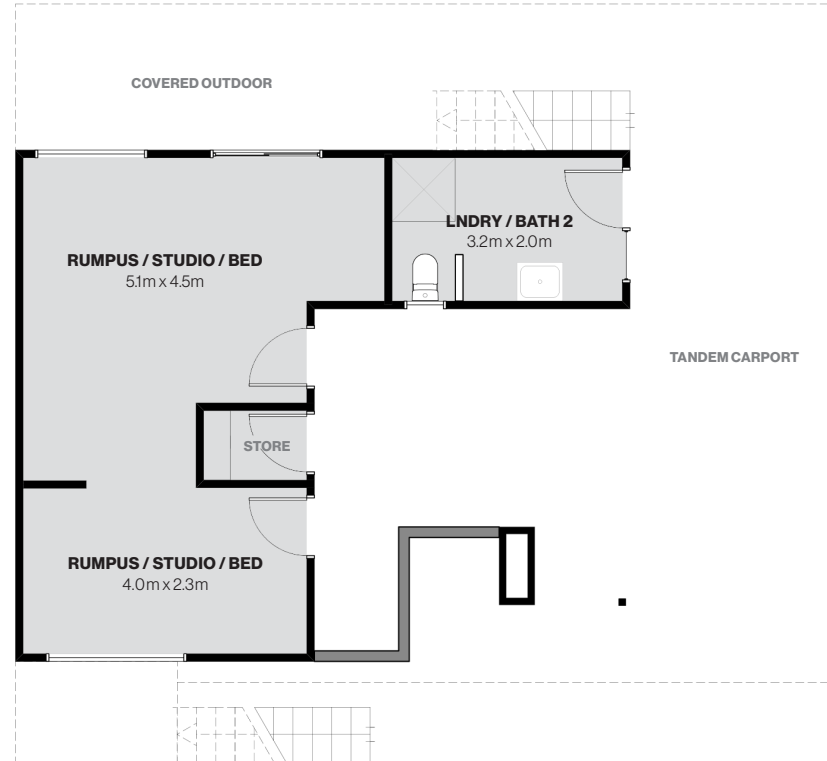 COVERED OUTDOOR
LNDRY / BATH 2
3.2m x 2.0m
RUMPUS / STUDIO / BED
5.1m x 4.5m
TANDEM CARPORT
STORE
RUMPUS / STUDIO / BED
4.0m x 2.3m